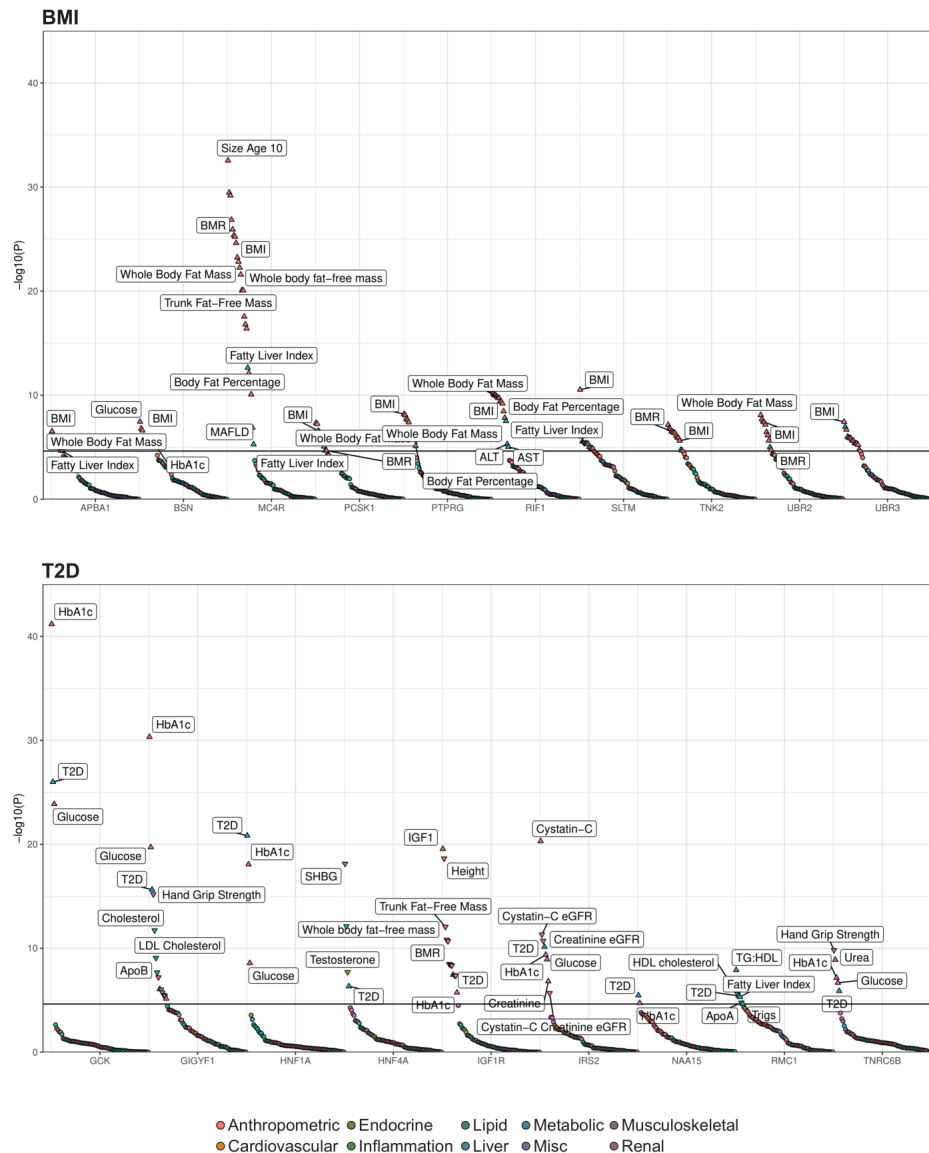 BMI
40
30
20
10
0
−log10(P)
Size Age 10
BMR
BMI
Whole Body Fat Mass
Whole body fat−free mass
Trunk Fat−Free Mass
Fatty Liver Index
Body Fat Percentage
MAFLD
BMI
Whole Body Fat Mass
Fatty Liver Index
Glucose
BMI
HbA1c
BMI
Whole Body Fat
Fatty Liver Index
BMR
BMI
Whole Body Fat Mass
Body Fat Percentage
Whole Body Fat Mass
BMI
Body Fat Percentage
Fatty Liver Index
ALT
AST
BMI
BMR
BMI
Whole Body Fat Mass
BMI
BMR
BMI
APBA1 BSN MC4R PCSK1 PTPRG RIF1 SLTM TNK2 UBR2 UBR3
T2D
40
30
20
10
0
−log10(P)
HbA1c
T2D
Glucose
HbA1c
Glucose
T2D
Hand Grip Strength
Cholesterol
LDL Cholesterol
ApoB
T2D
HbA1c
Glucose
SHBG
Whole body fat−free mass
Testosterone
T2D
IGF1
Height
Trunk Fat−Free Mass
BMR
T2D
HbA1c
Cystatin−C
Cystatin−C eGFR
T2D
Creatinine eGFR
HbA1c
Glucose
Creatinine
Cystatin−C Creatinine eGFR
T2D
HbA1c
HDL cholesterol
TG:HDL
T2D
Fatty Liver Index
ApoA
Trigs
Hand Grip Strength
Urea
HbA1c
Glucose
T2D
GCK GIGYF1 HNF1A HNF4A IGF1R IRS2 NAA15 RMC1 TNRC6B
Anthropometric Endocrine Lipid Metabolic Musculoskeletal
Cardiovascular Inflammation Liver Misc Renal